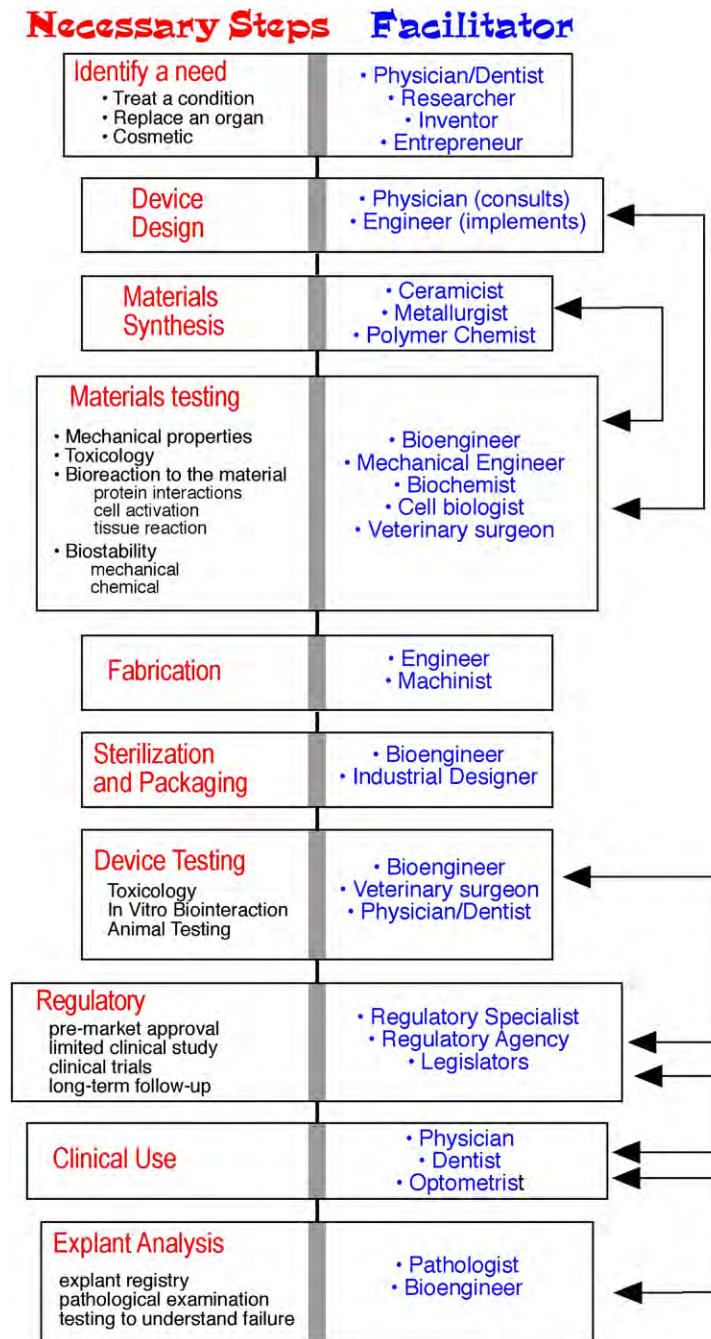 Necessary Steps
Facilitator
Identify a need
• Treat a condition
• Replace an organ
• Cosmetic
• Physician/Dentist
• Researcher
• Inventor
• Entrepreneur
Device
Design
• Physician (consults)
• Engineer (implements)
Materials
Synthesis
• Ceramicist
• Metallurgist
• Polymer Chemist
Materials testing
• Mechanical properties
• Toxicology
• Bioreaction to the material
protein interactions
cell activation
tissue reaction
• Biostability
mechanical
chemical
• Bioengineer
• Mechanical Engineer
• Biochemist
• Cell biologist
• Veterinary surgeon
Fabrication
• Engineer
• Machinist
Sterilization
and Packaging
• Bioengineer
• Industrial Designer
Device Testing
Toxicology
In Vitro Biointeraction
Animal Testing
• Bioengineer
• Veterinary surgeon
• Physician/Dentist
Regulatory
pre-market approval
limited clinical study
clinical trials
long-term follow-up
• Regulatory Specialist
• Regulatory Agency
• Legislators
Clinical Use
• Physician
• Dentist
• Optometrist
Explant Analysis
explant registry
pathological examination
testing to understand failure
• Pathologist
• Bioengineer